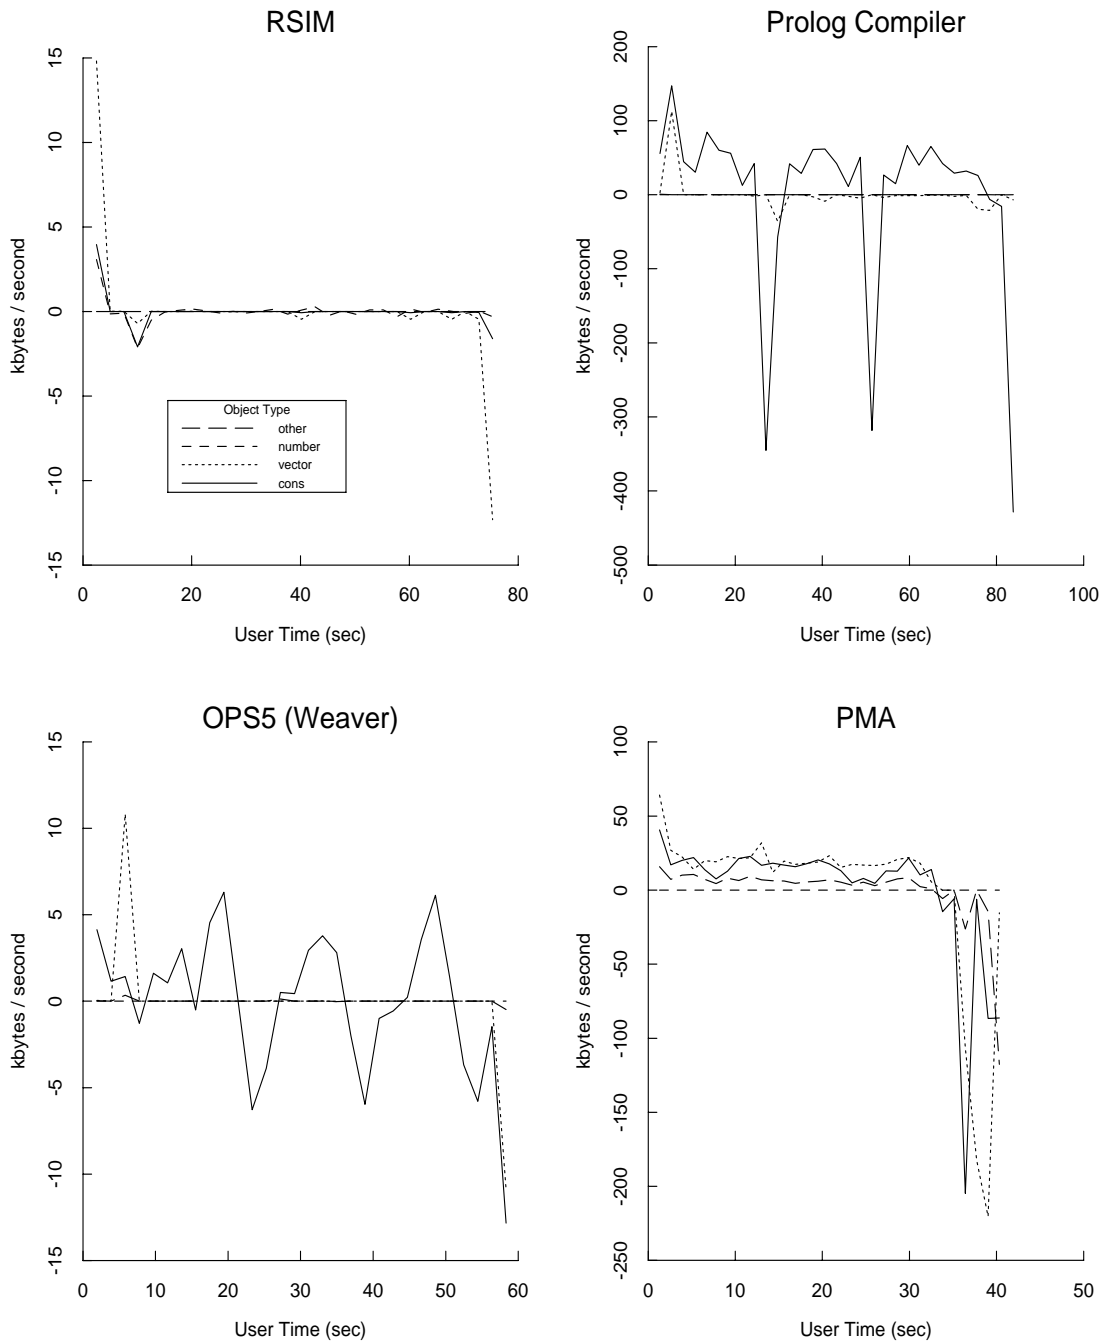 RSIM
15
10
5
0
-5
-10
-15
kbytes / second
Object Type
other
number
vector
cons
0 20 40 60 80
User Time (sec)
Prolog Compiler
200
100
0
-100
-200
-300
-400
-500
kbytes / second
0 20 40 60 80 100
User Time (sec)
OPS5 (Weaver)
15
10
5
0
-5
-10
-15
kbytes / second
0 10 20 30 40 50 60
User Time (sec)
PMA
100
50
0
-50
-100
-150
-200
-250
kbytes / second
0 10 20 30 40 50
User Time (sec)